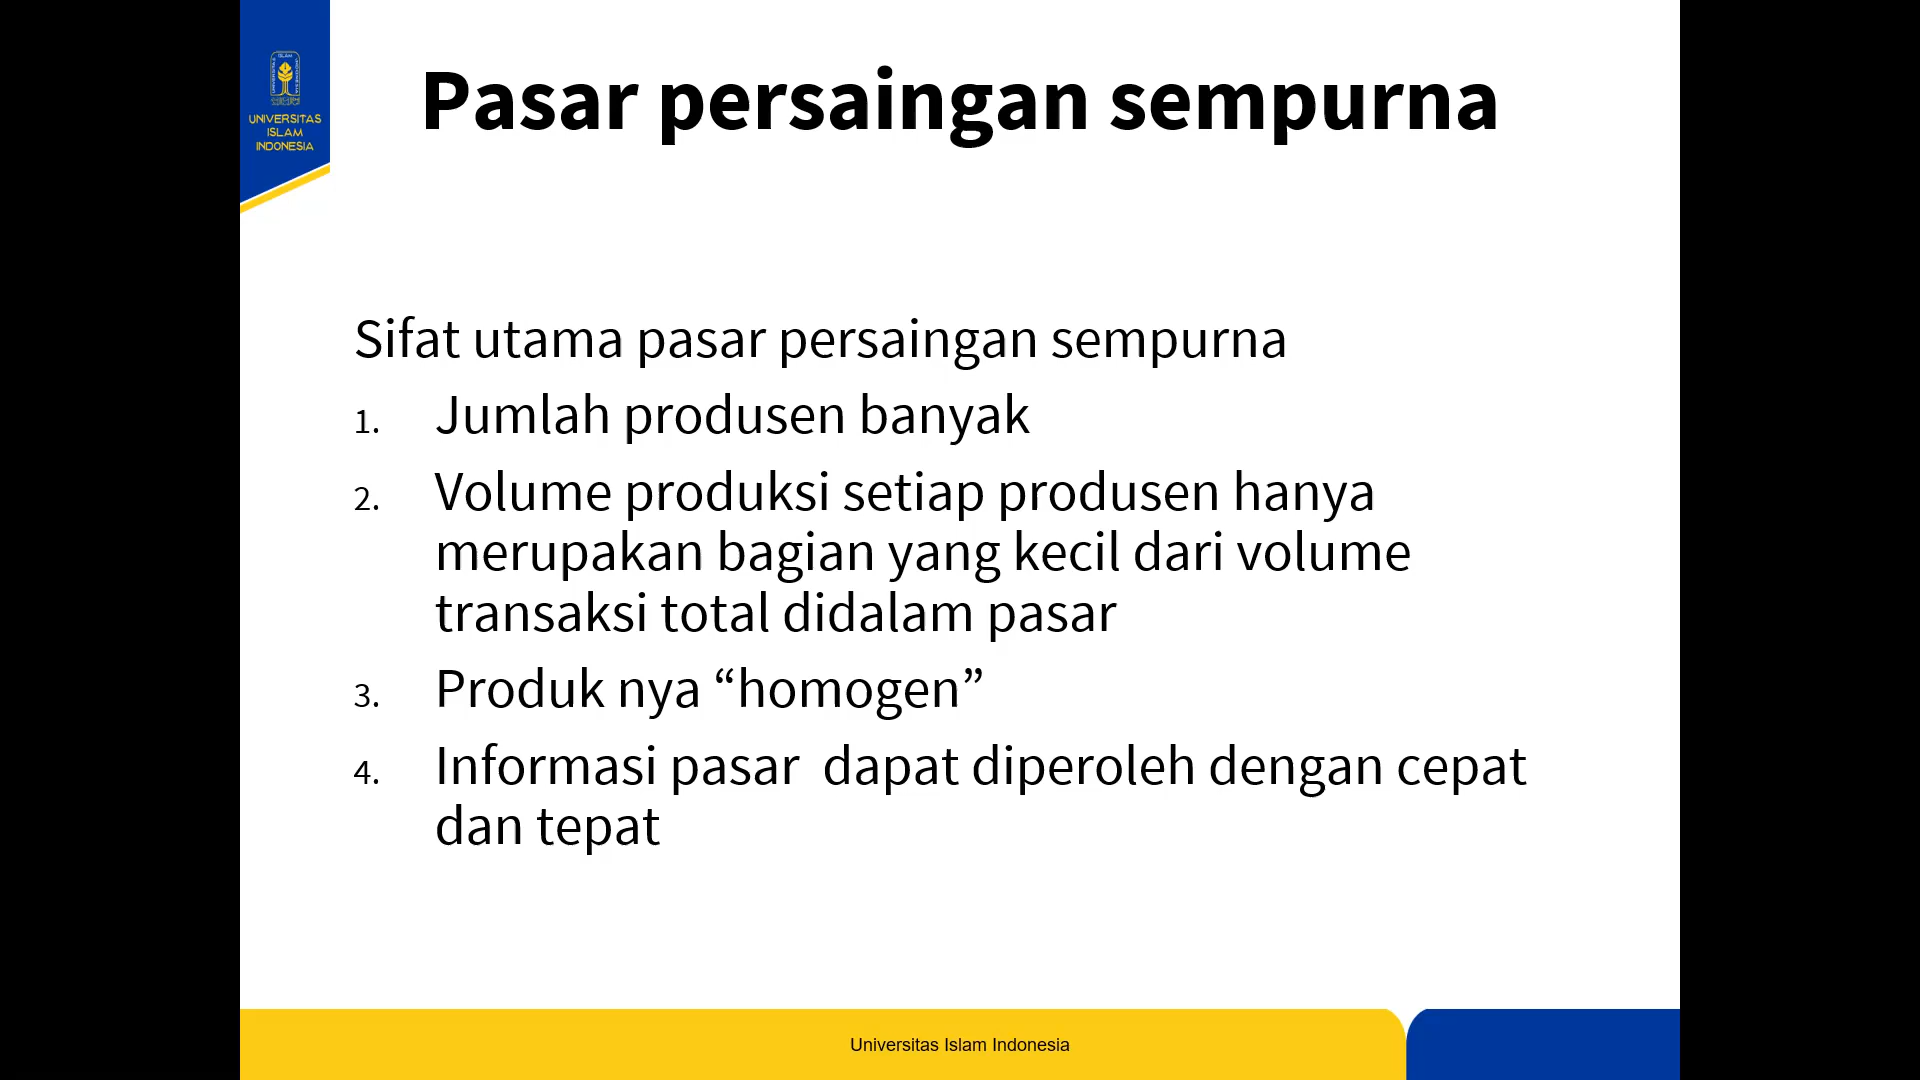 UNIVERSITAS
ISLAM
INDONESIA
Pasar persaingan sempurna
Sifat utama pasar persaingan sempurna
1. Jumlah produsen banyak
2. Volume produksi setiap produsen hanya
merupakan bagian yang kecil dari volume
transaksi total didalam pasar
3. Produk nya “homogen”
4. Informasi pasar  dapat diperoleh dengan cepat
dan tepat
Universitas Islam Indonesia